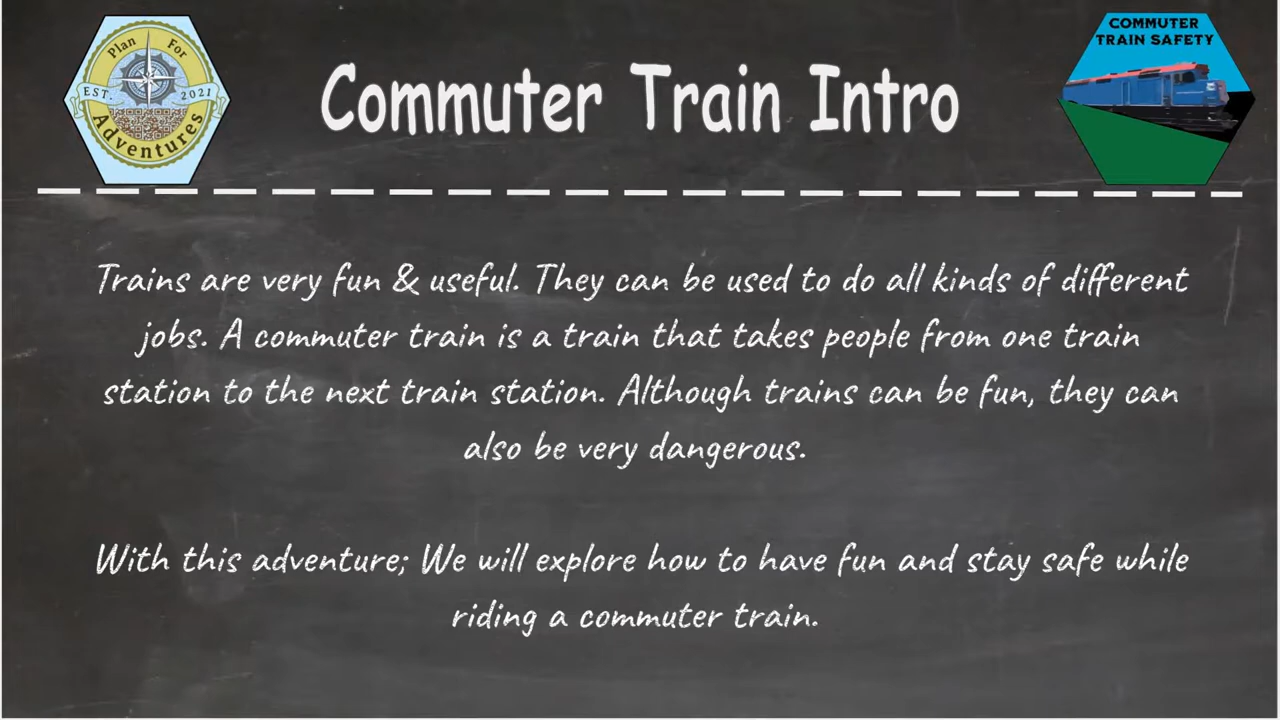 Plan For
EST. 2021
Adventures
COMMUTER
TRAIN SAFETY
Commuter Train Intro
Trains are very fun & useful. They can be used to do all kinds of different
jobs. A commuter train is a train that takes people from one train
station to the next train station. Although trains can be fun, they can
also be very dangerous.
With this adventure; We will explore how to have fun and stay safe while
riding a commuter train.